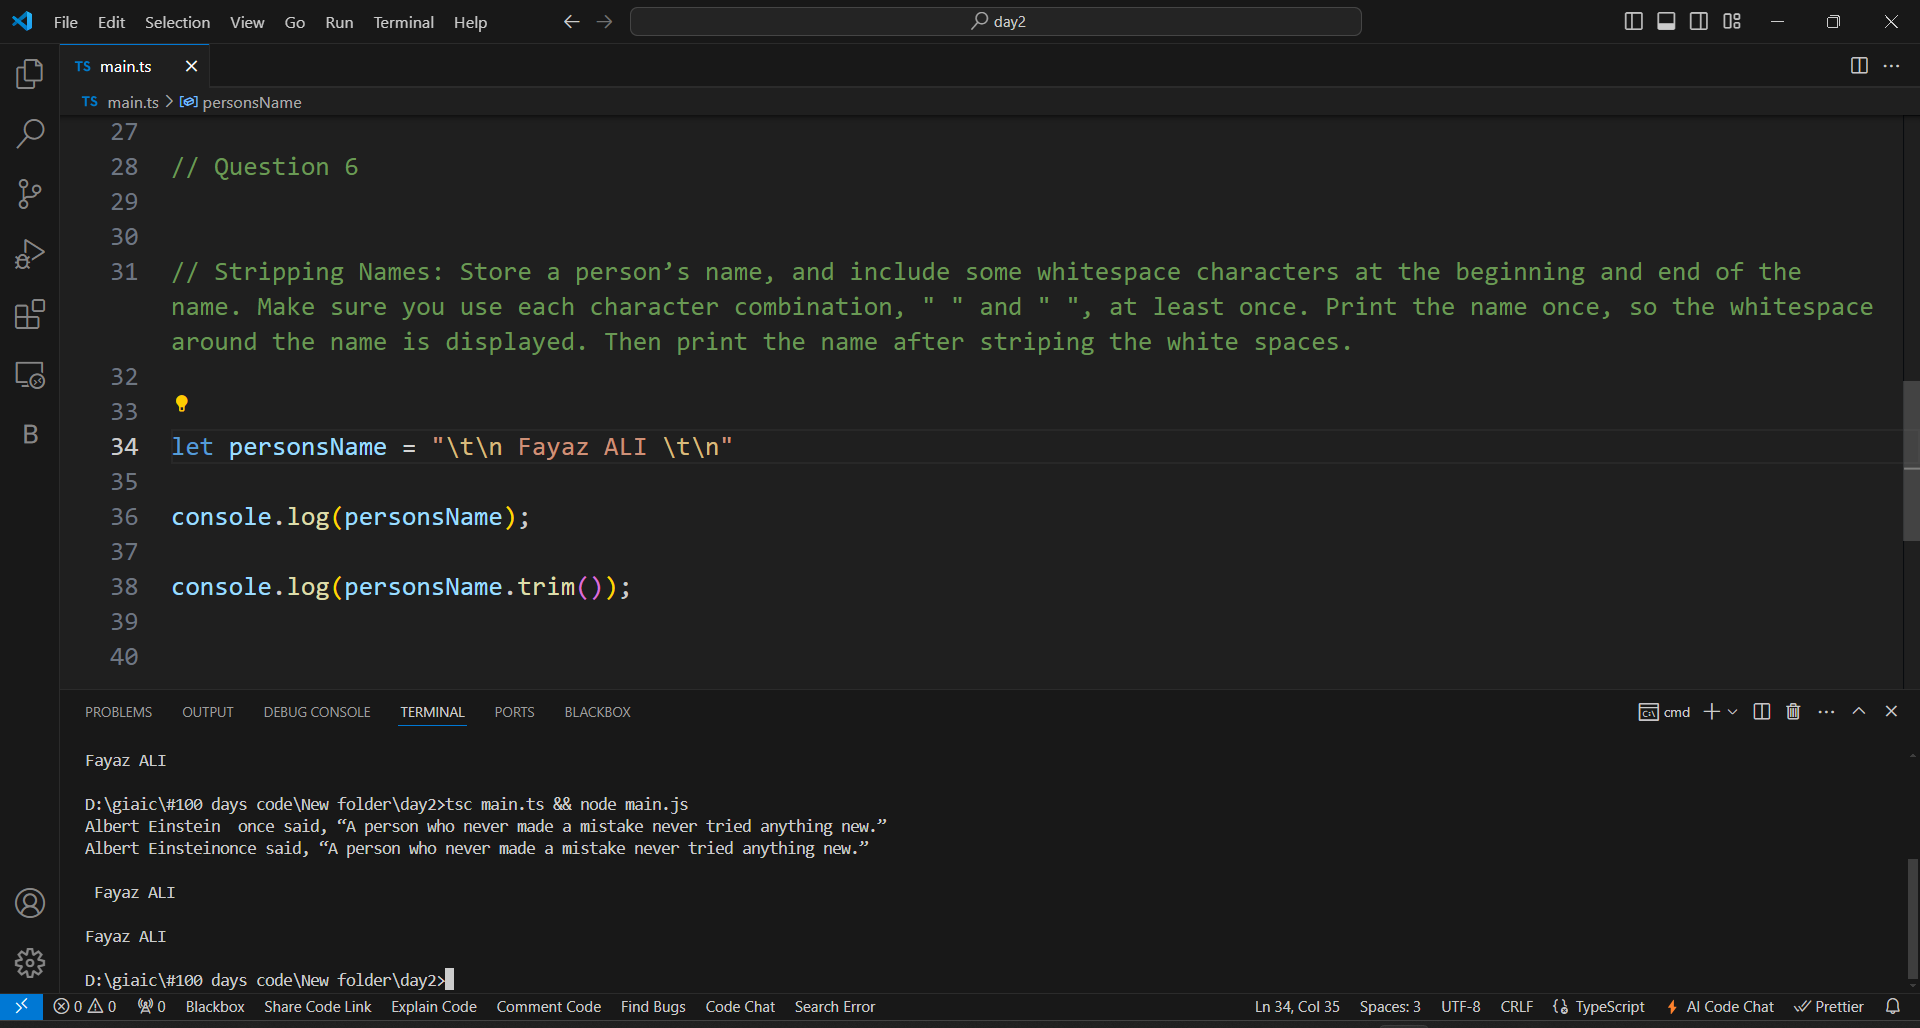 File Edit Selection View Go Run Terminal Help
day2
TS main.ts
TS main.ts personsName
27
28 // Question 6
29
30
31 // Stripping Names: Store a person’s name, and include some whitespace characters at the beginning and end of the
name. Make sure you use each character combination, " " and " ", at least once. Print the name once, so the whitespace
around the name is displayed. Then print the name after striping the white spaces.
32
33
34 let personsName = "\t\n Fayaz ALI \t\n"
35
36 console.log(personsName);
37
38 console.log(personsName.trim());
39
40
B
PROBLEMS OUTPUT DEBUG CONSOLE TERMINAL PORTS BLACKBOX
cmd
Fayaz ALI
D:\giaic\#100 days code\New folder\day2>tsc main.ts && node main.js
Albert Einstein  once said, “A person who never made a mistake never tried anything new.”
Albert Einsteinonce said, “A person who never made a mistake never tried anything new.”
Fayaz ALI
Fayaz ALI
D:\giaic\#100 days code\New folder\day2>
0 0 0 Blackbox Share Code Link Explain Code Comment Code Find Bugs Code Chat Search Error Ln 34, Col 35 Spaces: 3 UTF-8 CRLF TypeScript AI Code Chat Prettier